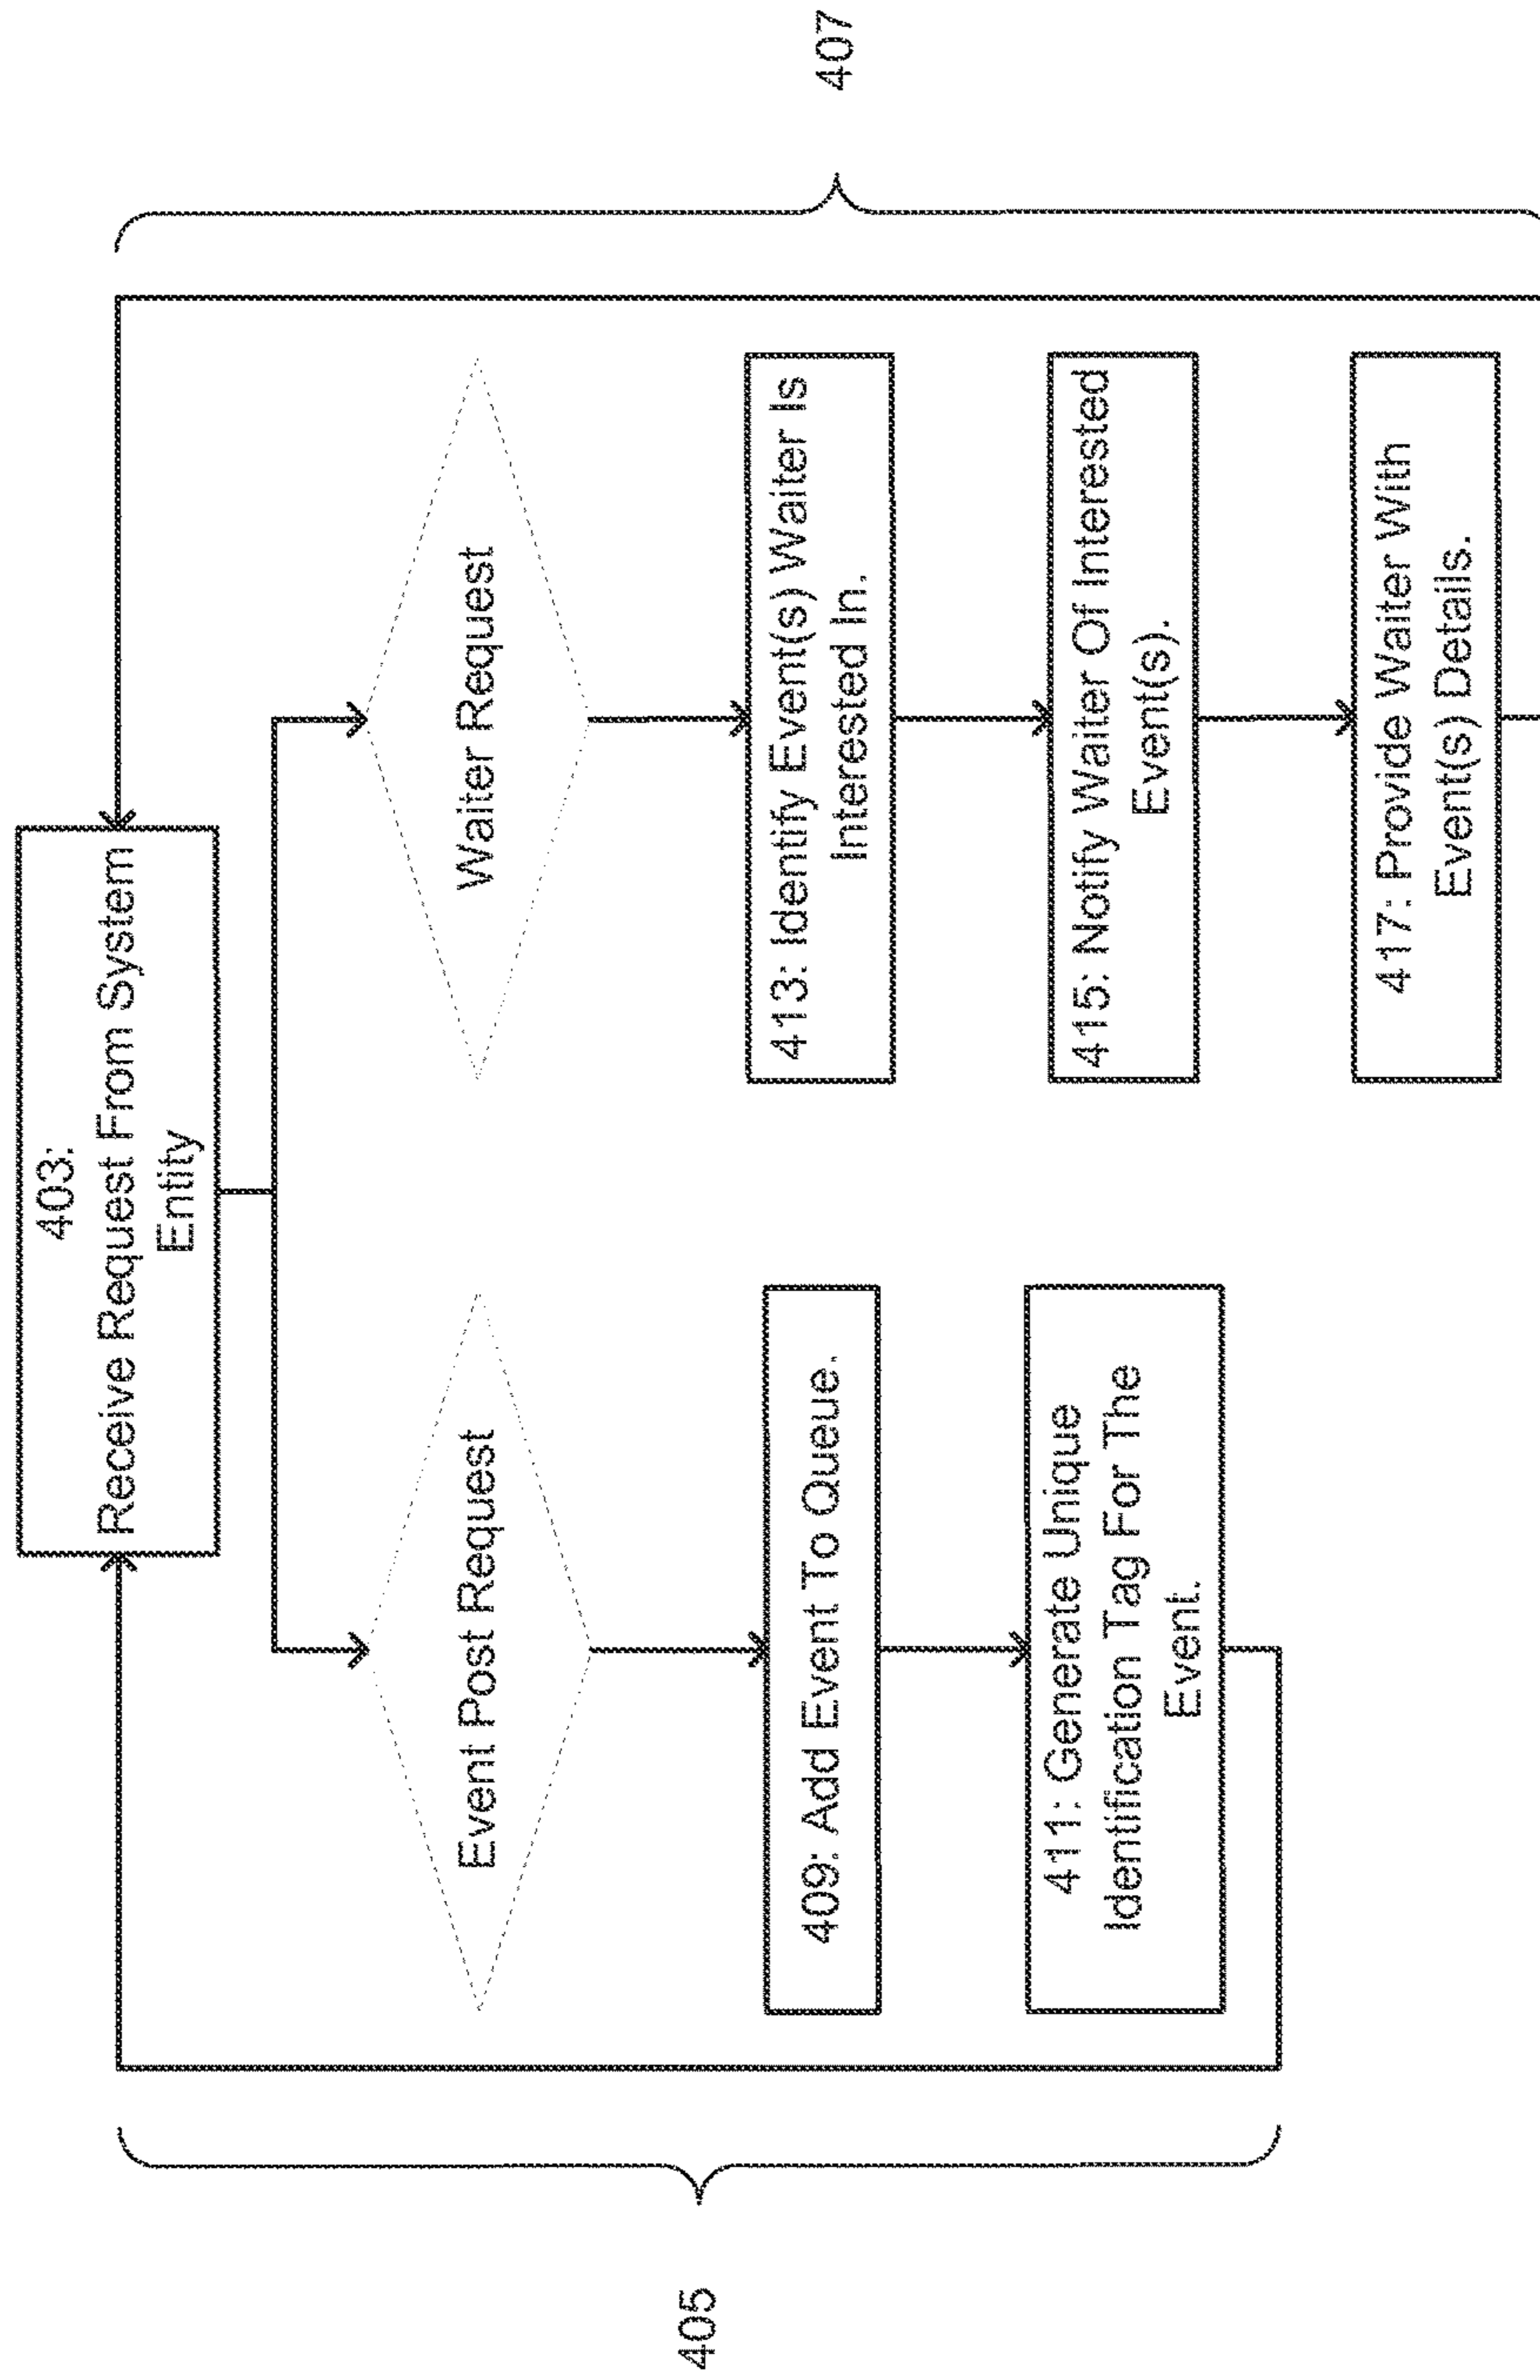 403:
Receive Request From System
Entity
Event Post Request
Waiter Request
409: Add Event To Queue.
411: Generate Unique
Identification Tag For The
Event.
413: Identify Event(s) Waiter Is
Interested In.
415: Notify Waiter Of Interested
Event(s).
417: Provide Waiter With
Event(s) Details.
405
407